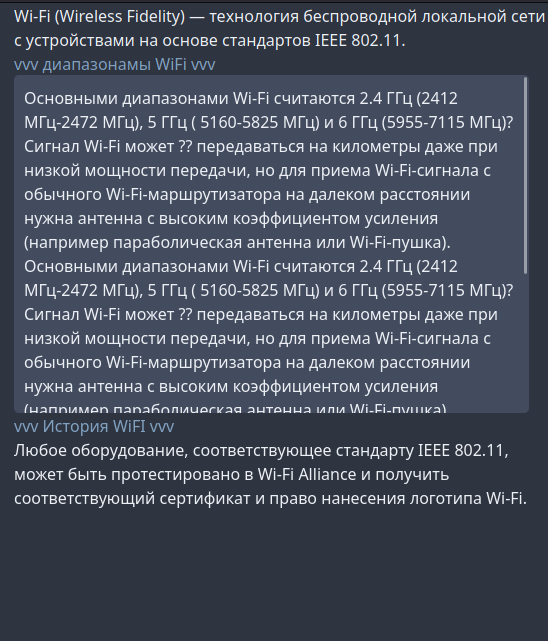 Wi-Fi (Wireless Fidelity) — технология беспроводной локальной сети
с устройствами на основе стандартов IEEE 802.11.
vvv диапазонамы WiFi vvv
Основными диапазонами Wi-Fi считаются 2.4 ГГц (2412
МГц-2472 МГц), 5 ГГц ( 5160-5825 МГц) и 6 ГГц (5955-7115 МГц)?
Сигнал Wi-Fi может ?? передаваться на километры даже при
низкой мощности передачи, но для приема Wi-Fi-сигнала с
обычного Wi-Fi-маршрутизатора на далеком расстоянии
нужна антенна с высоким коэффициентом усиления
(например параболическая антенна или Wi-Fi-пушка).
Основными диапазонами Wi-Fi считаются 2.4 ГГц (2412
МГц-2472 МГц), 5 ГГц ( 5160-5825 МГц) и 6 ГГц (5955-7115 МГц)?
Сигнал Wi-Fi может ?? передаваться на километры даже при
низкой мощности передачи, но для приема Wi-Fi-сигнала с
обычного Wi-Fi-маршрутизатора на далеком расстоянии
нужна антенна с высоким коэффициентом усиления
(например параболическая антенна или Wi-Fi-пушка).
vvv История WiFI vvv
Любое оборудование, соответствующее стандарту IEEE 802.11,
может быть протестировано в Wi-Fi Alliance и получить
соответствующий сертификат и право нанесения логотипа Wi-Fi.